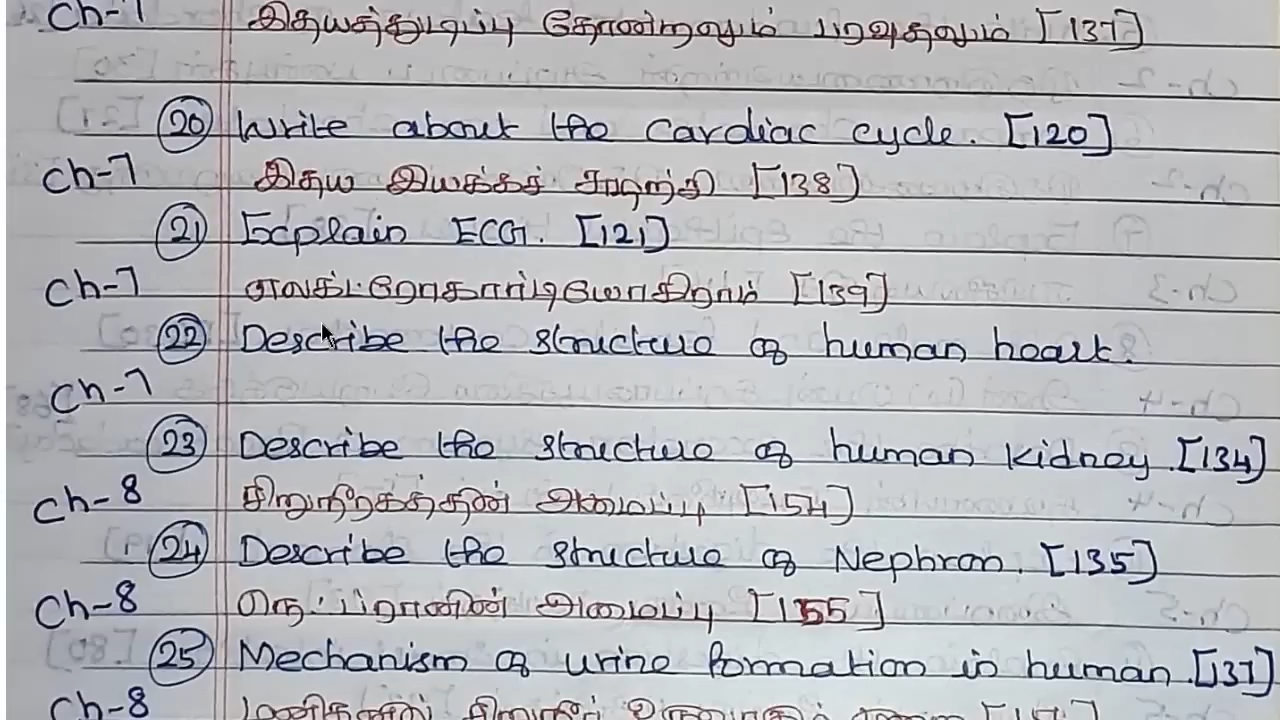 Ch-7 இதயத்துடிப்பு தோன்றலும் பரவுதலும் [137]
20 Write about the cardiac cycle. [120]
Ch-7 இதய இயக்கச் சுழற்சி [138]
21 Explain ECG. [121]
Ch-7 எலக்ட்ரோகார்டியோகிராம் [139]
22 Describe the structure of human heart.
Ch-7
23 Describe the structure of human kidney. [134]
Ch-8 சிறுநீரகத்தின் அமைப்பு [154]
24 Describe the structure of Nephron. [135]
Ch-8 நெஃப்ரானின் அமைப்பு [155]
25 Mechanism of urine formation in human. [137]
Ch-8 மனிதனில் சிறுநீர்